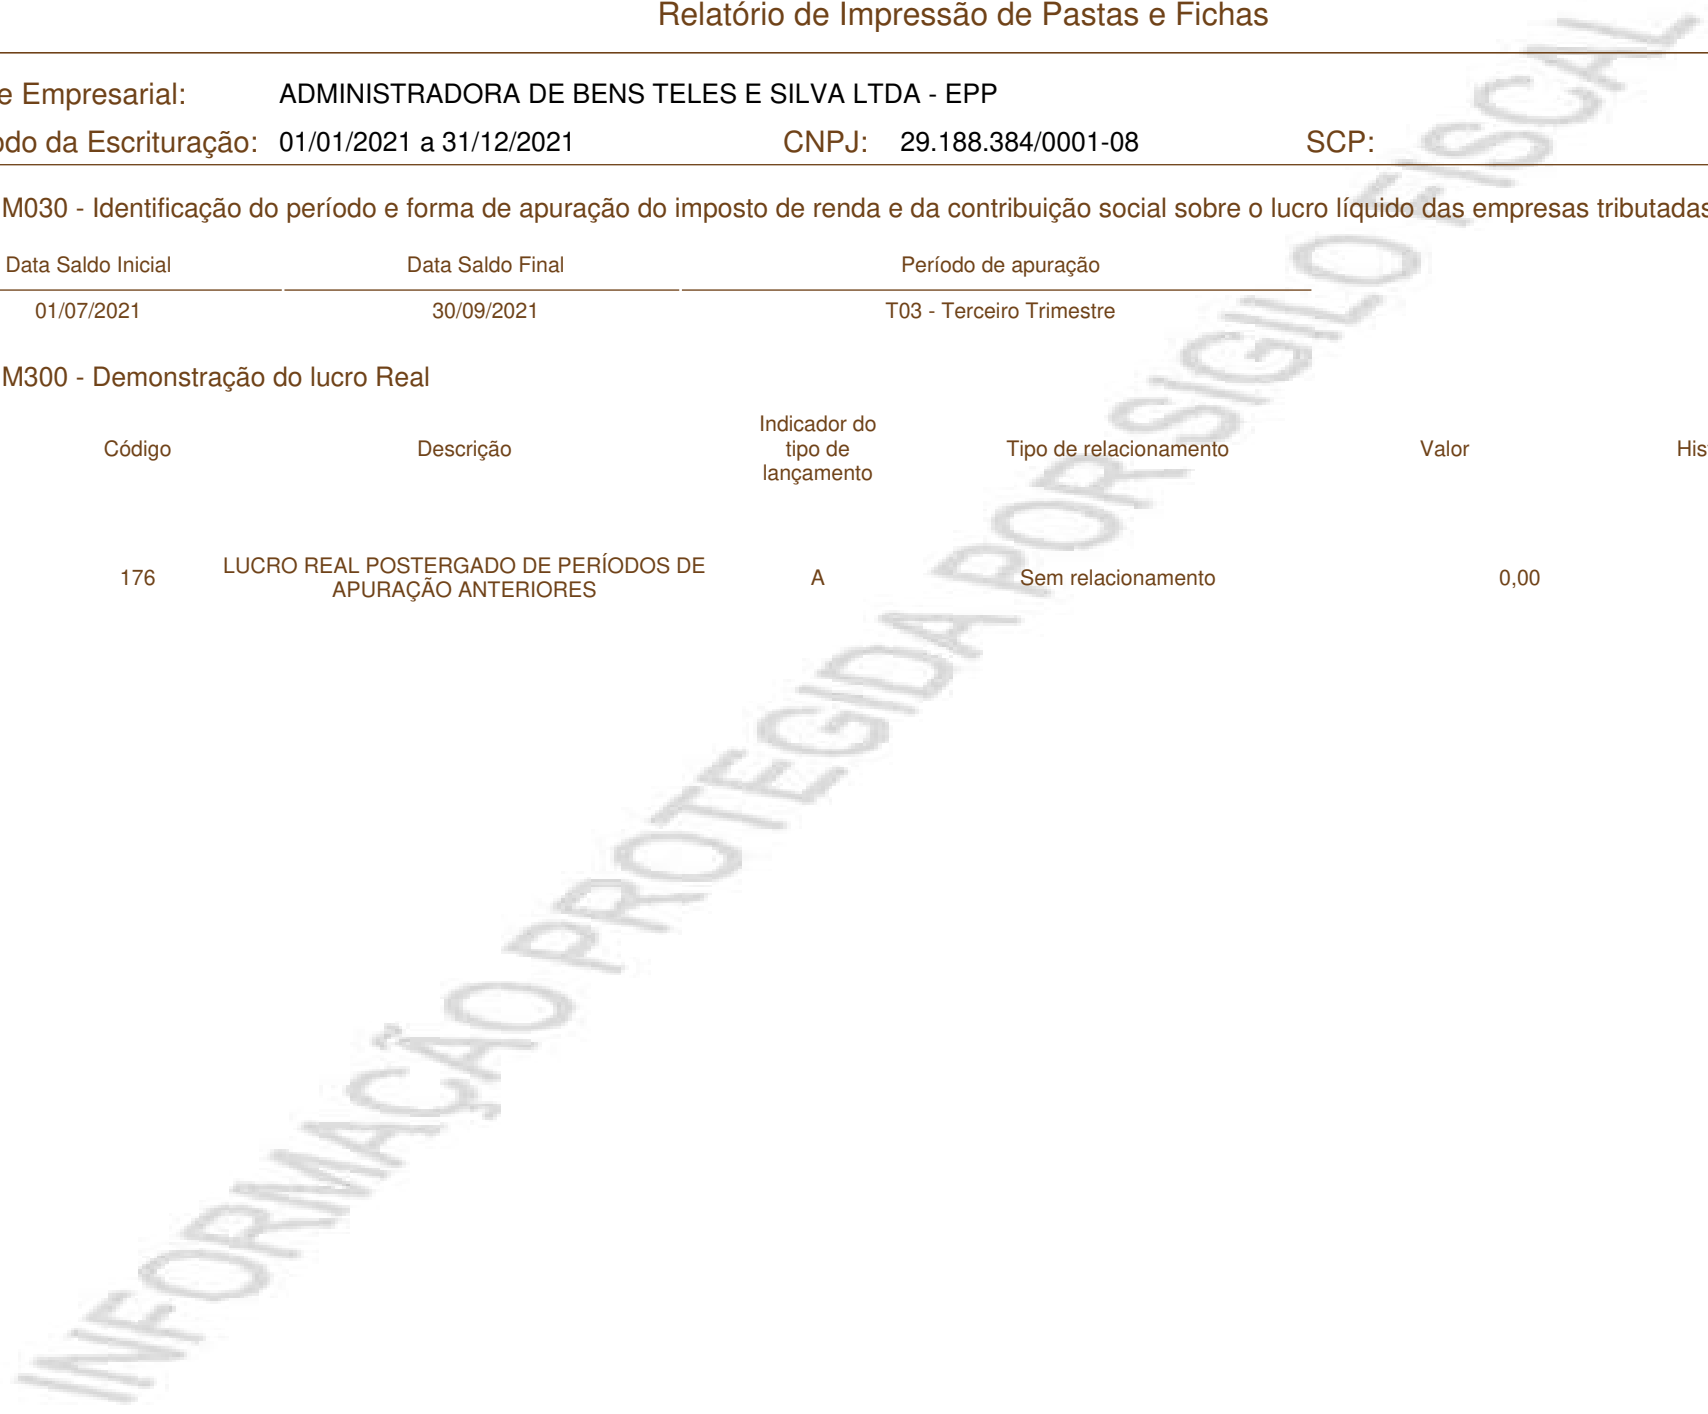 Relatório de Impressão de Pastas e Fichas
e Empresarial: ADMINISTRADORA DE BENS TELES E SILVA LTDA - EPP
odo da Escrituração: 01/01/2021 a 31/12/2021 CNPJ: 29.188.384/0001-08 SCP:
M030 - Identificação do período e forma de apuração do imposto de renda e da contribuição social sobre o lucro líquido das empresas tributadas
Data Saldo Inicial Data Saldo Final Período de apuração
01/07/2021 30/09/2021 T03 - Terceiro Trimestre
M300 - Demonstração do lucro Real
Código Descrição Indicador do tipo de lançamento Tipo de relacionamento Valor His
176 LUCRO REAL POSTERGADO DE PERÍODOS DE APURAÇÃO ANTERIORES A Sem relacionamento 0,00
INFORMAÇÃO PROTEGIDA POR SIGILO FISCAL